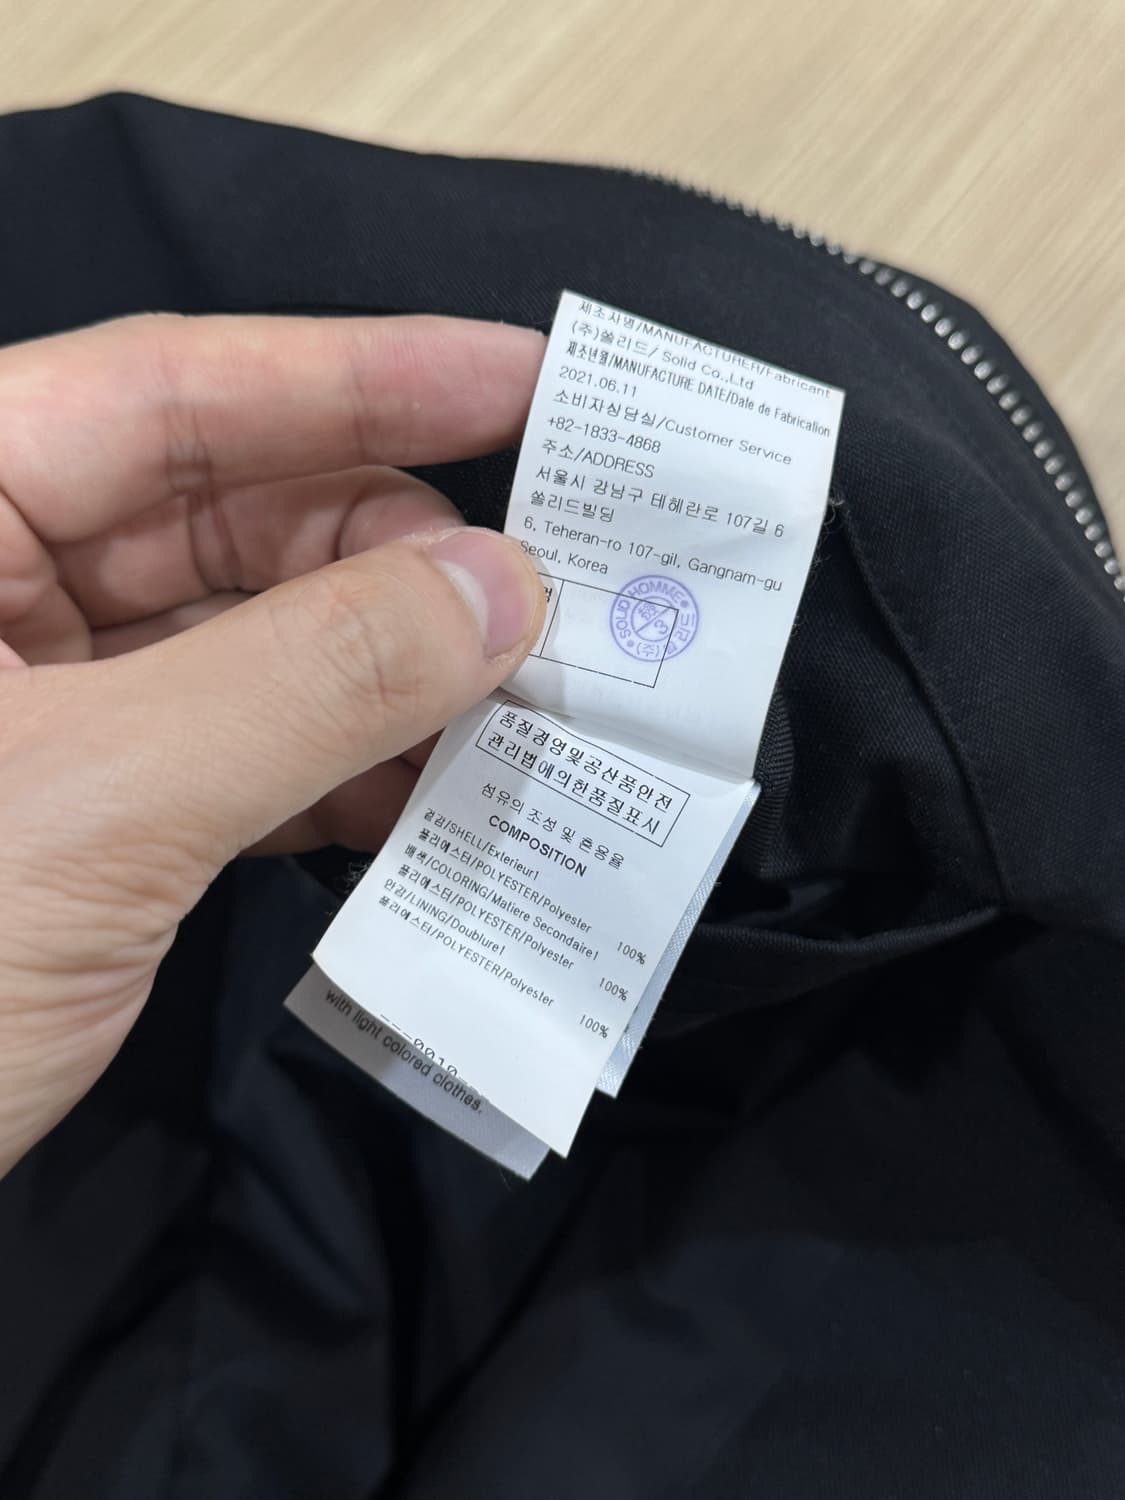 제조사명/MANUFACTURER/Fabricant
(주)쏠리드/ Solid Co.,Ltd
제조년월/MANUFACTURE DATE/Date de Fabrication
2021.06.11
소비자상담실/Customer Service
+82-1833-4868
주소/ADDRESS
서울시 강남구 테헤란로 107길 6
쏠리드빌딩
6, Teheran-ro 107-gil, Gangnam-gu
Seoul, Korea
SOLID HOMME
(주)
품질경영및공산품안전
관리법에의한품질표시
섬유의 조성 및 혼용율
COMPOSITION
겉감/SHELL/Exterieur1
폴리에스터/POLYESTER/Polyester 100%
배색/COLORING/Matiere Secondaire1
폴리에스터/POLYESTER/Polyester 100%
안감/LINING/Doublure1
폴리에스터/POLYESTER/Polyester 100%
with light colored clothes.